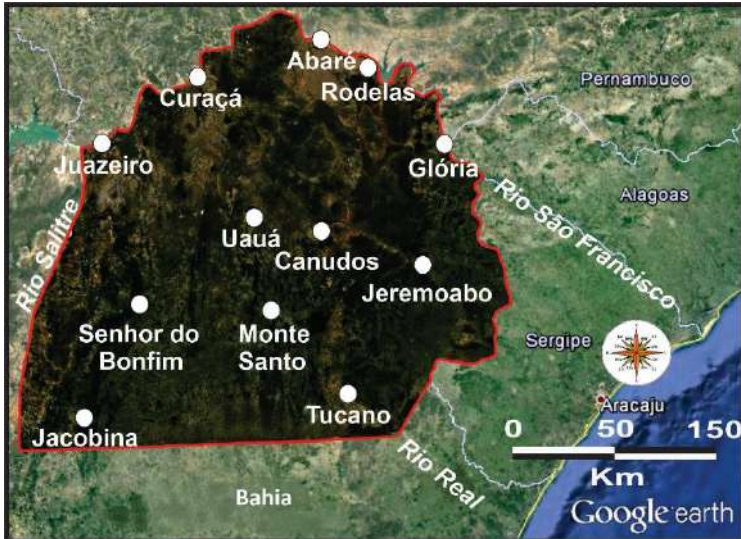 Abaré
Rodelas
Pernambuco
Curaçá
Juazeiro
Glória
Alagoas
Rio Salitre
Rio São Francisco
Uauá
Canudos
Jeremoabo
Senhor do
Bonfim
Monte
Santo
Sergipe
Tucano
Aracaju
Jacobina
0 50 150
Km
Rio Real
Bahia
Google earth